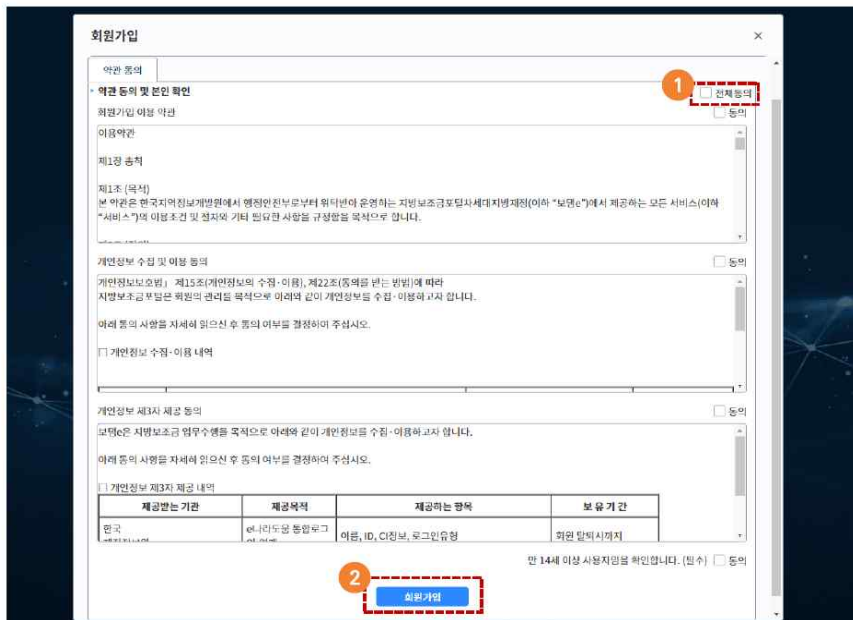 회원가입 ×
약관 동의
약관 동의 및 본인 확인
1
전체동의
회원가입 이용 약관
동의
이용약관
제1장 총칙
제1조 (목적)
본 약관은 한국지역정보개발원에서 행정안전부로부터 위탁받아 운영하는 지방보조금포털차세대지방재정(이하 “보탬e”)에서 제공하는 모든 서비스(이하
“서비스”)의 이용조건 및 절차와 기타 필요한 사항을 규정함을 목적으로 합니다.
개인정보 수집 및 이용 동의
동의
개인정보보호법」 제15조(개인정보의 수집·이용), 제22조(동의를 받는 방법)에 따라
지방보조금포털은 회원의 관리를 목적으로 아래와 같이 개인정보를 수집·이용하고자 합니다.
아래 동의 사항을 자세히 읽으신 후 동의 여부를 결정하여 주십시오.
□ 개인정보 수집·이용 내역
개인정보 제3자 제공 동의
동의
보탬e은 지방보조금 업무수행를 목적으로 아래와 같이 개인정보를 수집·이용하고자 합니다.
아래 동의 사항을 자세히 읽으신 후 동의 여부를 결정하여 주십시오.
□ 개인정보 제3자 제공 내역
제공받는 기관 제공목적 제공하는 항목 보 유 기 간
한국
e나라도움 통합로그
이름, ID, CI정보, 로그인유형
회원 탈퇴시까지
만 14세 이상 사용자임을 확인합니다. (필수) 동의
2
회원가입